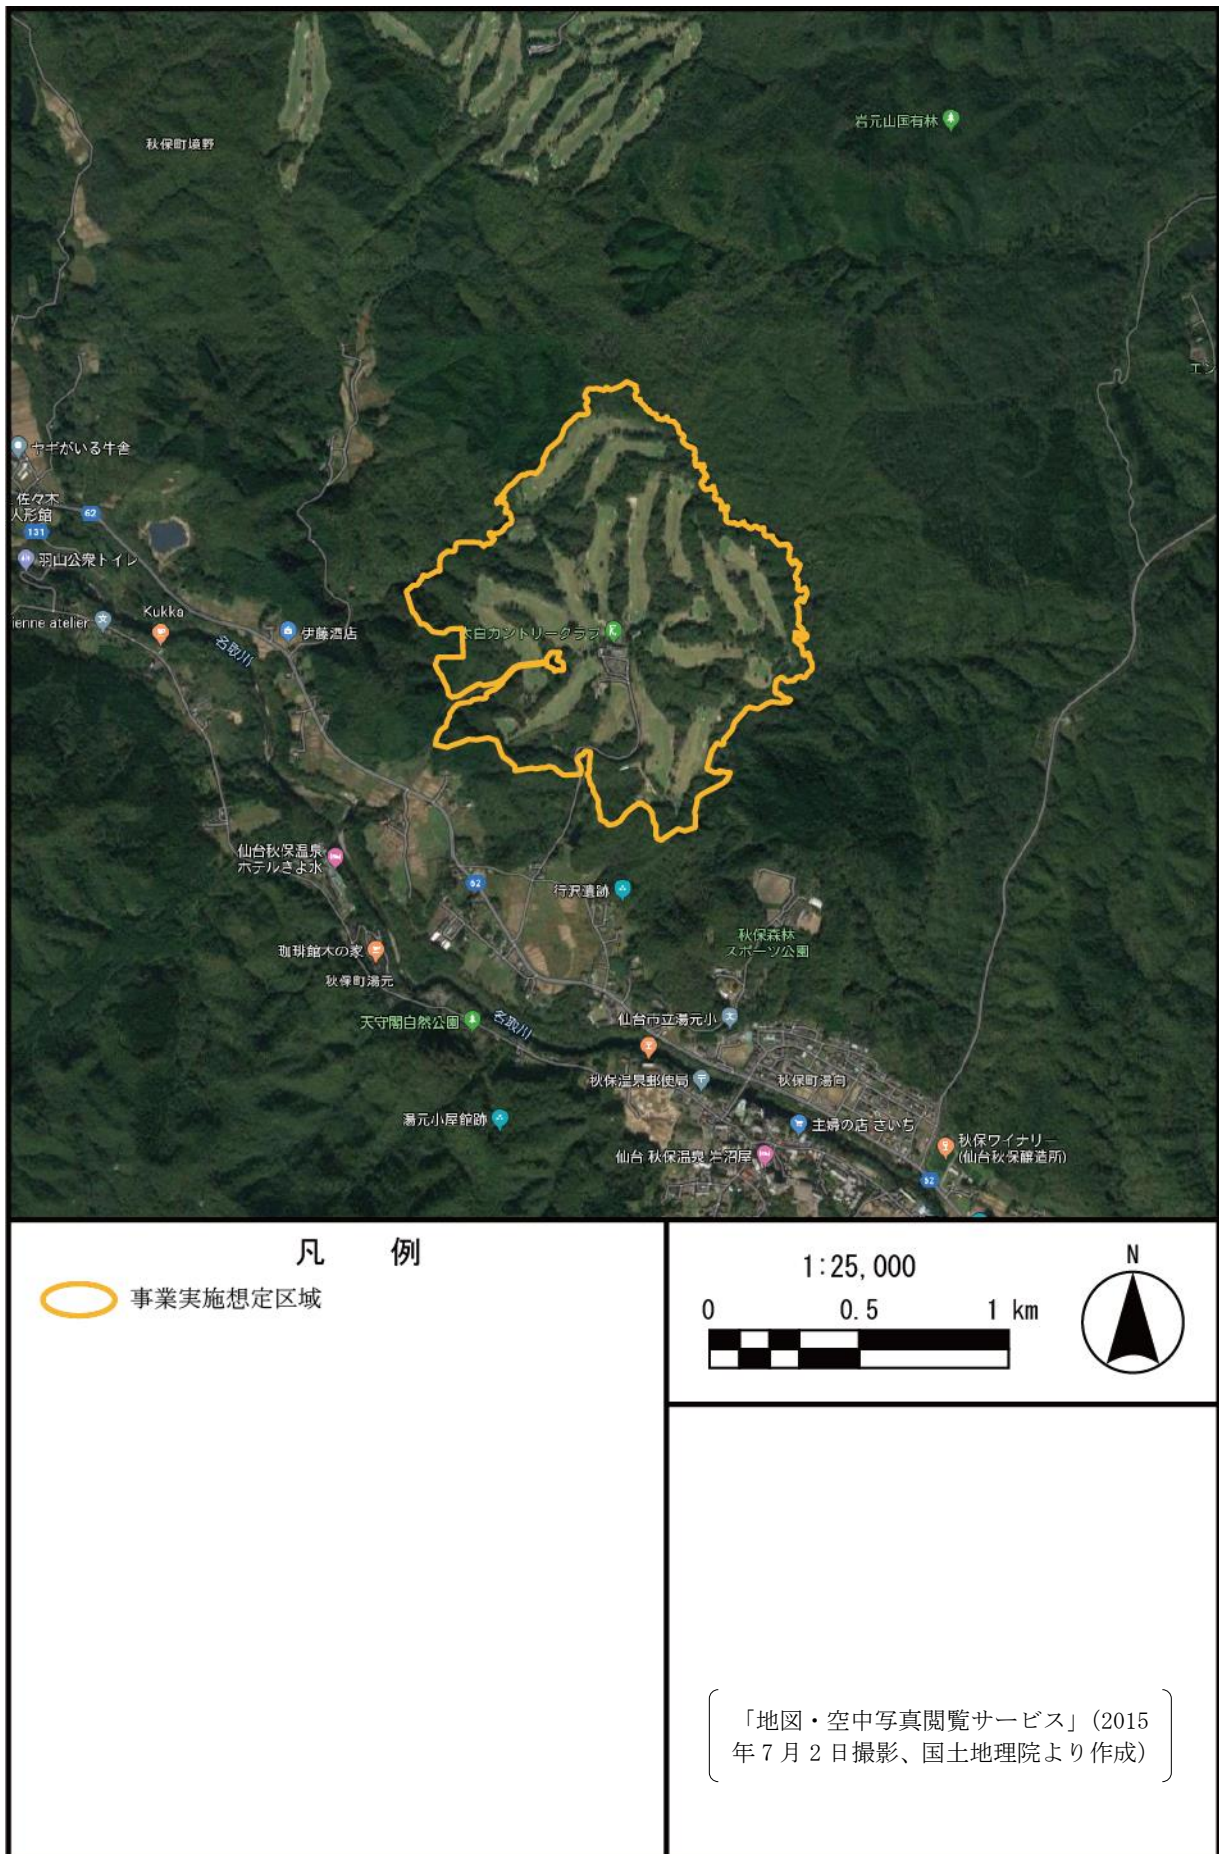 岩元山国有林
秋保町境野
エン
ヤギがいる牛舎
佐々木
人形館
62
131
羽山公衆トイレ
ienne atelier
Kukka
名取川
伊藤酒店
太白カントリークラブ
仙台秋保温泉
ホテルきよ水
62
行沢遺跡
秋保森林
スポーツ公園
珈琲館木の家
秋保町湯元
天守閣自然公園
名取川
仙台市立湯元小
秋保温泉郵便局
秋保町湯向
湯元小屋館跡
主婦の店 さいち
仙台 秋保温泉 岩沼屋
秋保ワイナリー
(仙台秋保醸造所)
62
凡 例
事業実施想定区域
1:25,000
0 0.5 1 km
N
「地図・空中写真閲覧サービス」(2015
年7月2日撮影、国土地理院より作成)